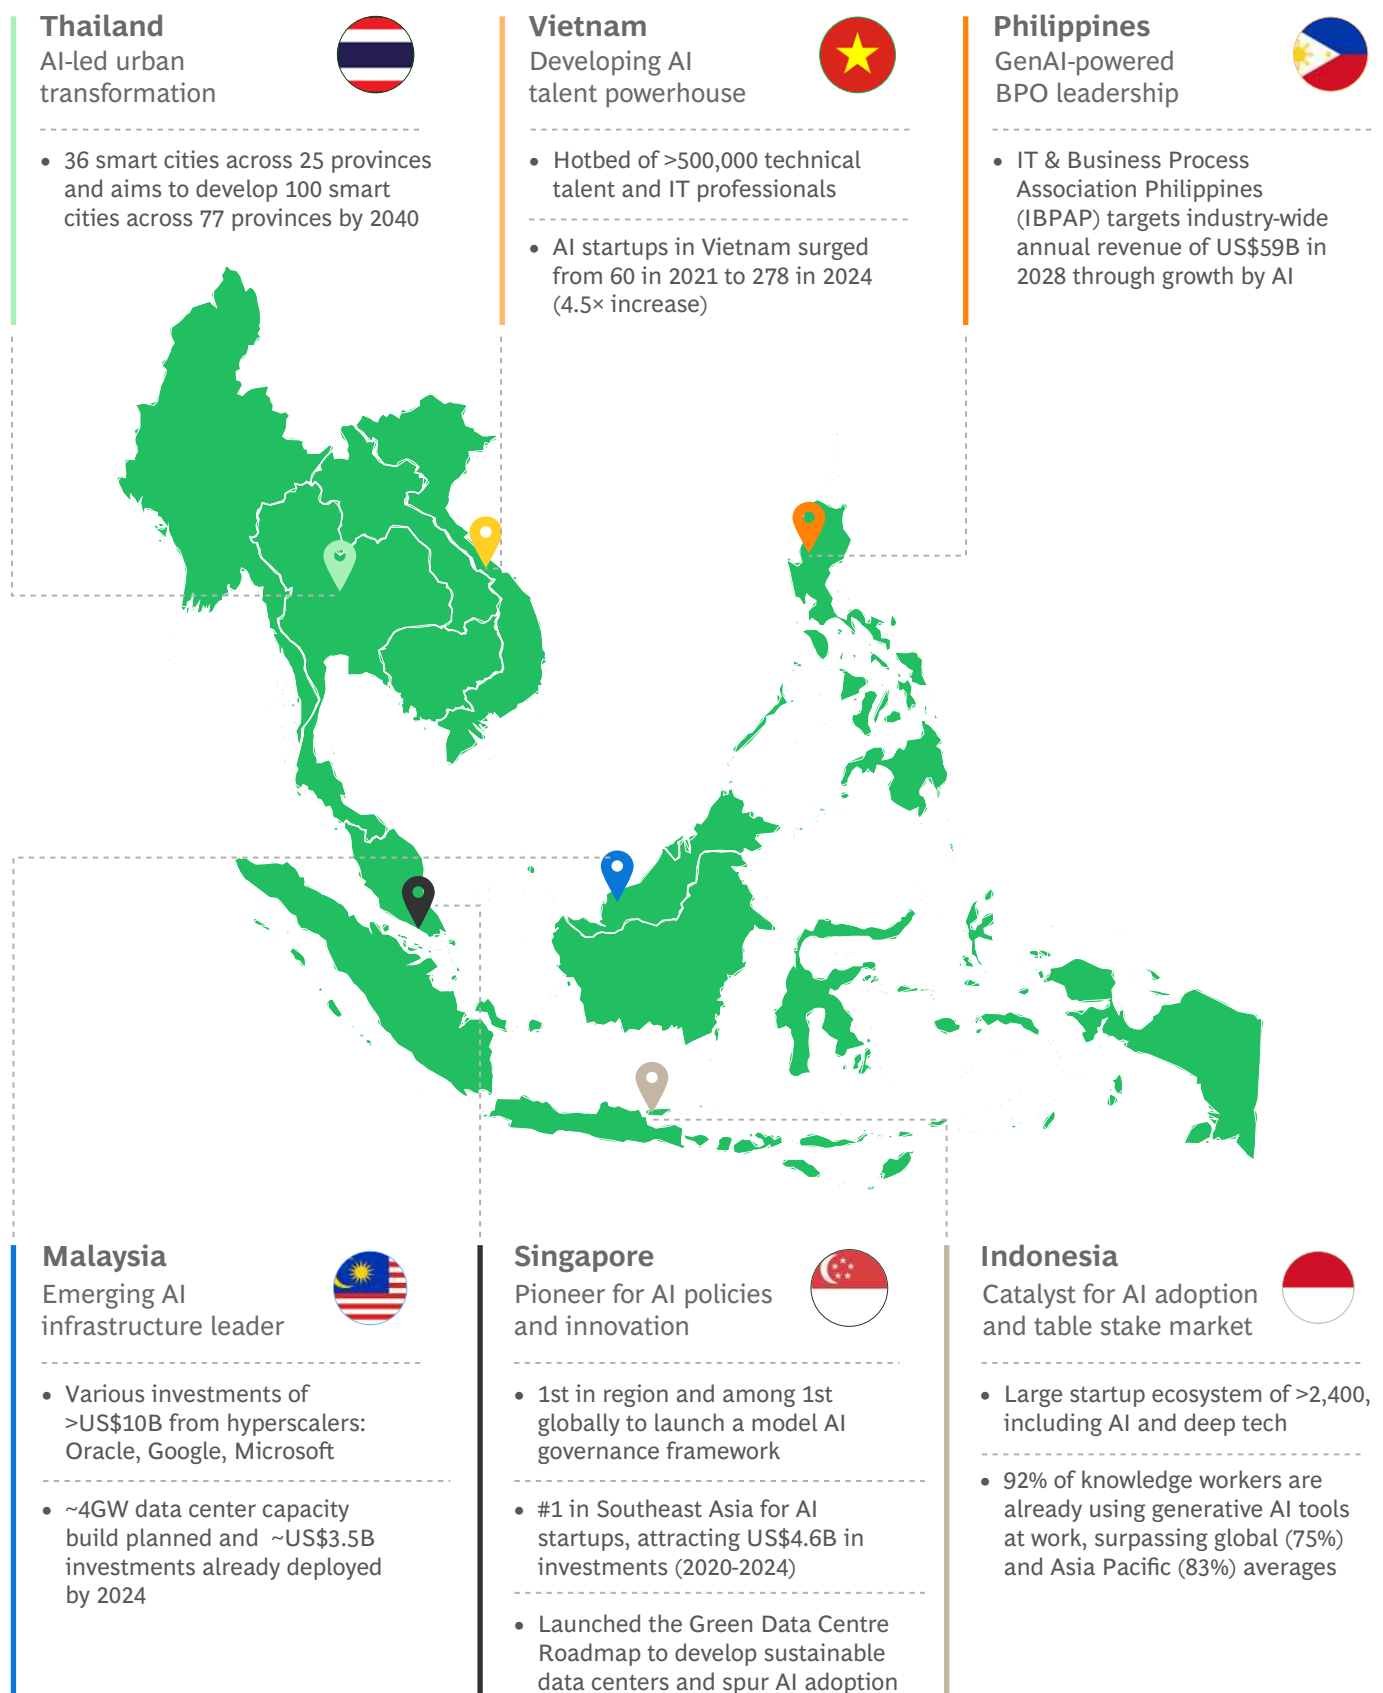 Thailand
AI-led urban
transformation
• 36 smart cities across 25 provinces
and aims to develop 100 smart
cities across 77 provinces by 2040
Vietnam
Developing AI
talent powerhouse
• Hotbed of >500,000 technical
talent and IT professionals
• AI startups in Vietnam surged
from 60 in 2021 to 278 in 2024
(4.5× increase)
Philippines
GenAI-powered
BPO leadership
• IT & Business Process
Association Philippines
(IBPAP) targets industry-wide
annual revenue of US$59B in
2028 through growth by AI
Malaysia
Emerging AI
infrastructure leader
• Various investments of
>US$10B from hyperscalers:
Oracle, Google, Microsoft
• ~4GW data center capacity
build planned and ~US$3.5B
investments already deployed
by 2024
Singapore
Pioneer for AI policies
and innovation
• 1st in region and among 1st
globally to launch a model AI
governance framework
• #1 in Southeast Asia for AI
startups, attracting US$4.6B in
investments (2020-2024)
• Launched the Green Data Centre
Roadmap to develop sustainable
data centers and spur AI adoption
Indonesia
Catalyst for AI adoption
and table stake market
• Large startup ecosystem of >2,400,
including AI and deep tech
• 92% of knowledge workers are
already using generative AI tools
at work, surpassing global (75%)
and Asia Pacific (83%) averages